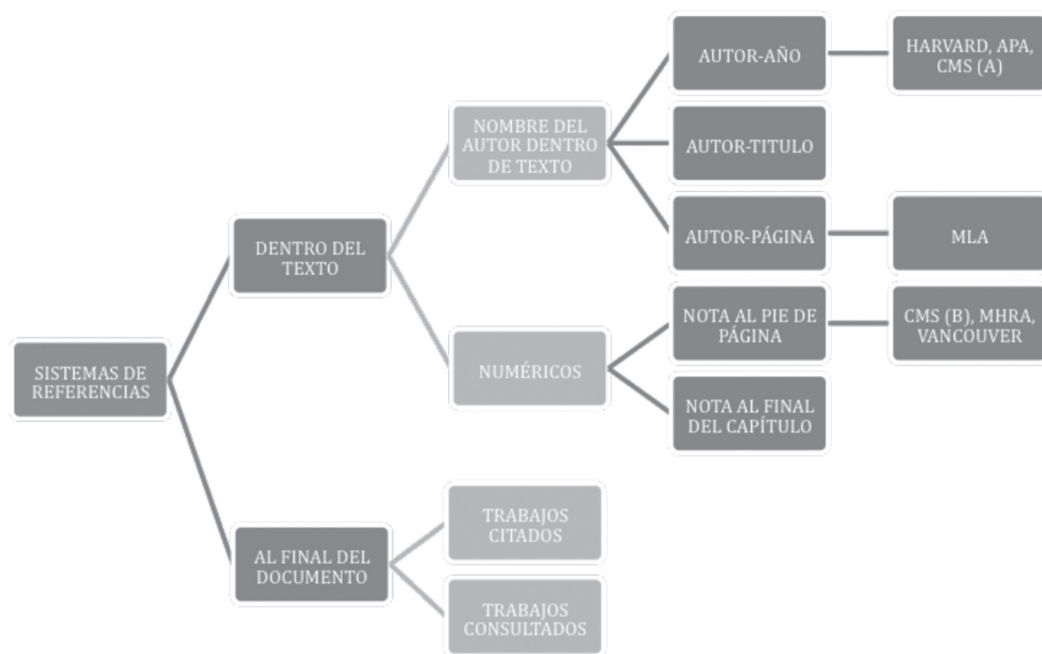 AUTOR-AÑO
HARVARD, APA,
CMS (A)
NOMBRE DEL
AUTOR DENTRO
DE TEXTO
AUTOR-TITULO
AUTOR-PÁGINA
MLA
DENTRO DEL
TEXTO
NOTA AL PIE DE
PÁGINA
CMS (B), MHRA,
VANCOUVER
NUMÉRICOS
NOTA AL FINAL
DEL CAPÍTULO
SISTEMAS DE
REFERENCIAS
TRABAJOS
CITADOS
AL FINAL DEL
DOCUMENTO
TRABAJOS
CONSULTADOS